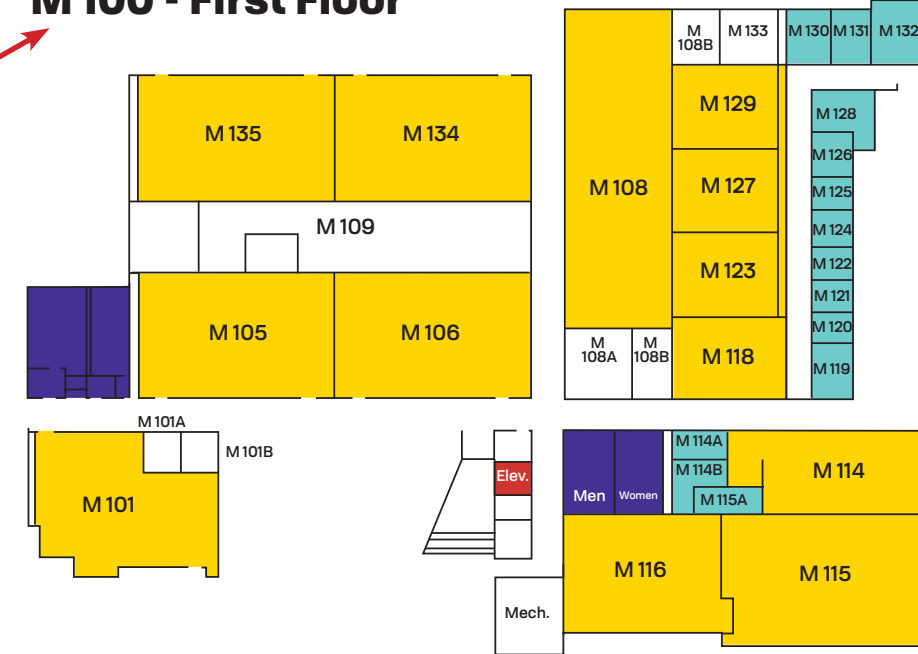 M 100 - First Floor
M
108B
M 133
M 130
M 131
M 132
M 135
M 134
M 129
M 128
M 126
M 108
M 127
M 125
M 109
M 124
M 123
M 122
M 121
M 105
M 106
M 120
M
108A
M
108B
M 118
M 119
M 101A
M 101B
M 114A
M 114B
M 114
Elev.
Men
Women
M 115A
M 101
M 116
M 115
Mech.